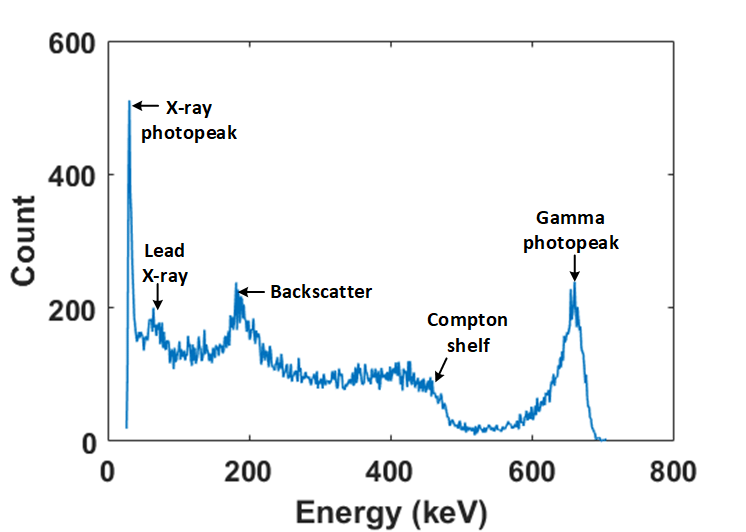 600
400
200
0
0
200
400
600
800
Count
Energy (keV)
X-ray
photopeak
Lead
X-ray
Backscatter
Compton
shelf
Gamma
photopeak